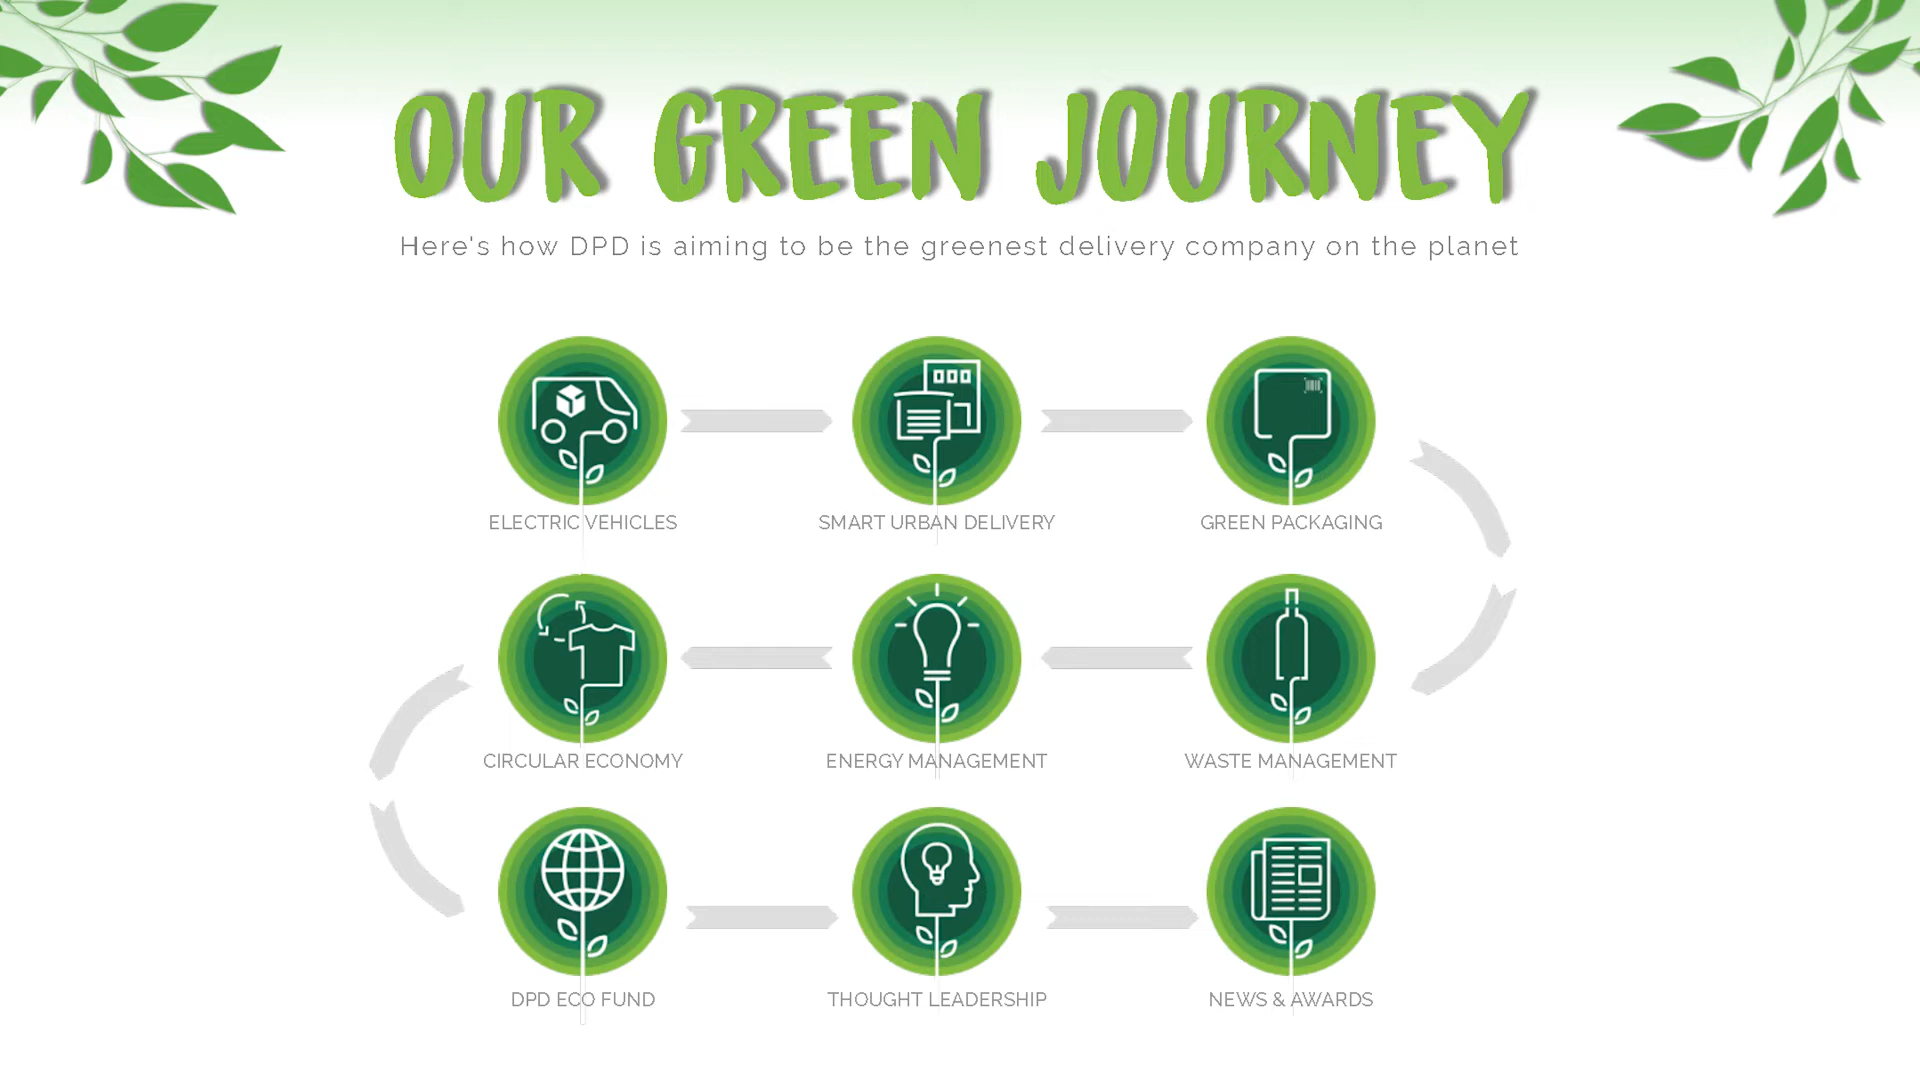 OUR GREEN JOURNEY
Here's how DPD is aiming to be the greenest delivery company on the planet
ELECTRIC VEHICLES
SMART URBAN DELIVERY
GREEN PACKAGING
CIRCULAR ECONOMY
ENERGY MANAGEMENT
WASTE MANAGEMENT
DPD ECO FUND
THOUGHT LEADERSHIP
NEWS & AWARDS